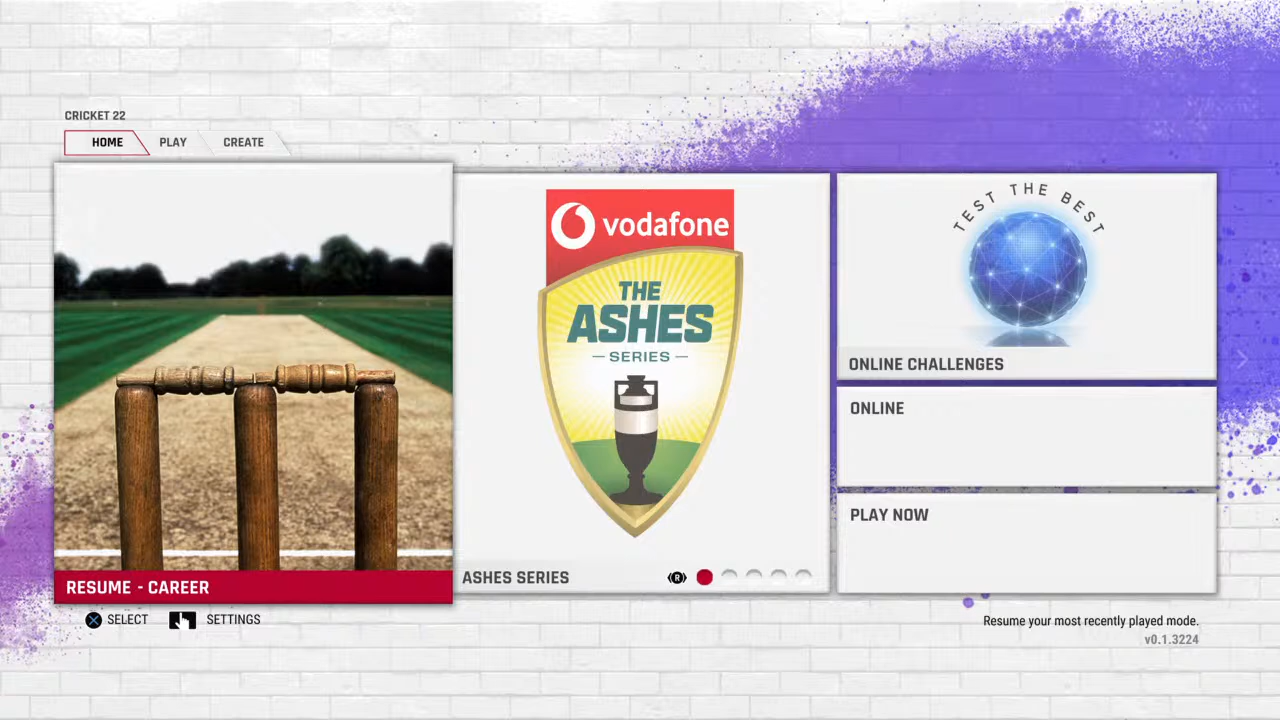 CRICKET 22
HOME
PLAY
CREATE
vodafone
THE
ASHES
SERIES
TEST THE BEST
ONLINE CHALLENGES
ONLINE
PLAY NOW
RESUME - CAREER
ASHES SERIES
R
SELECT
SETTINGS
Resume your most recently played mode.
v0.1.3224